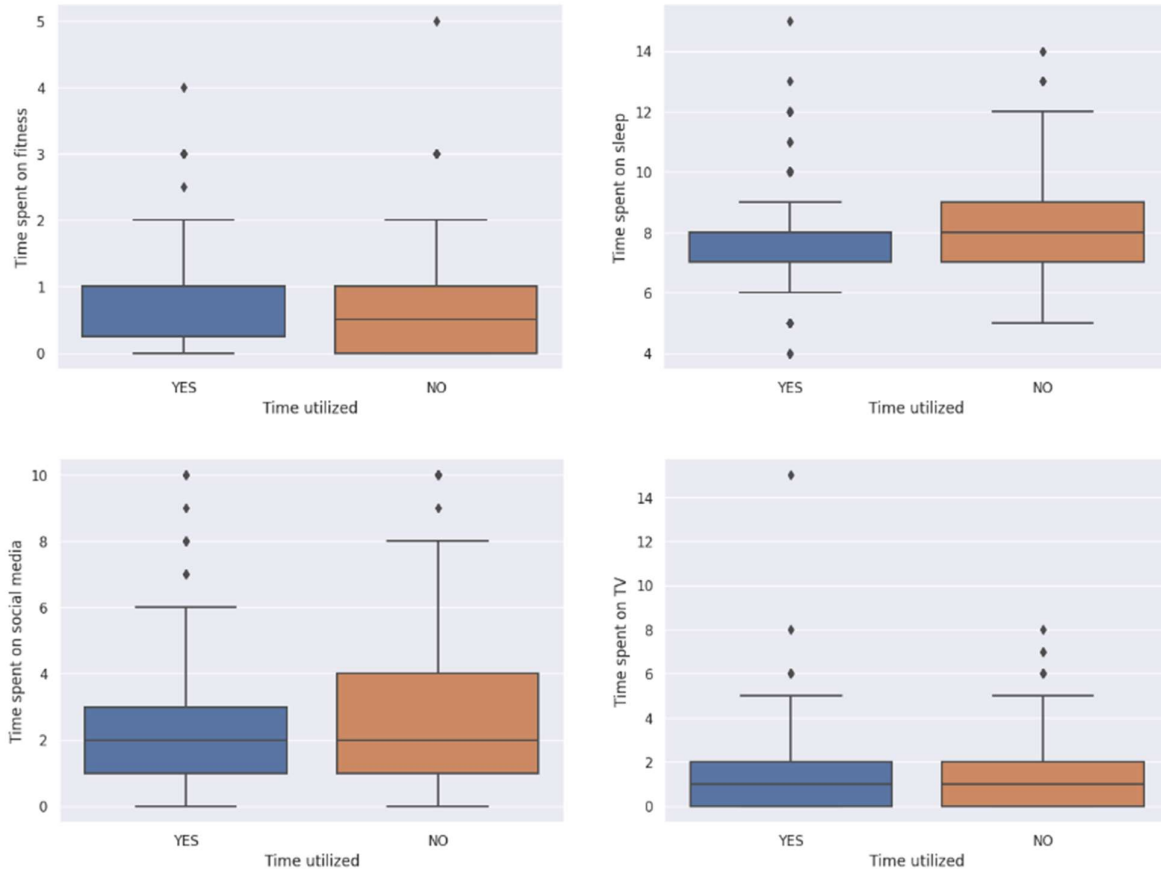 Time spent on fitness
5
4
3
2
1
0
YES NO
Time utilized
Time spent on sleep
14
12
10
8
6
4
YES NO
Time utilized
Time spent on social media
10
8
6
4
2
0
YES NO
Time utilized
Time spent on TV
14
12
10
8
6
4
2
0
YES NO
Time utilized